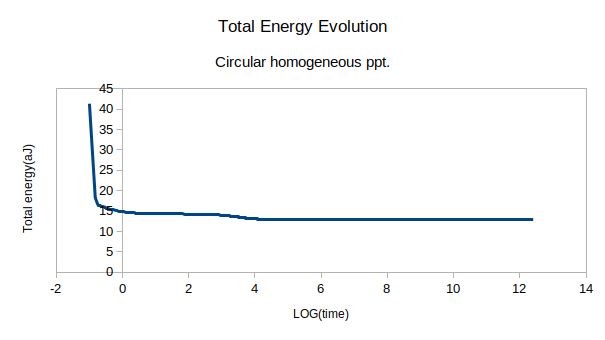 Total Energy Evolution
Circular homogeneous ppt.
45
40
35
30
25
20
15
10
5
0
Total energy(aJ)
-2 0 2 4 6 8 10 12 14
LOG(time)